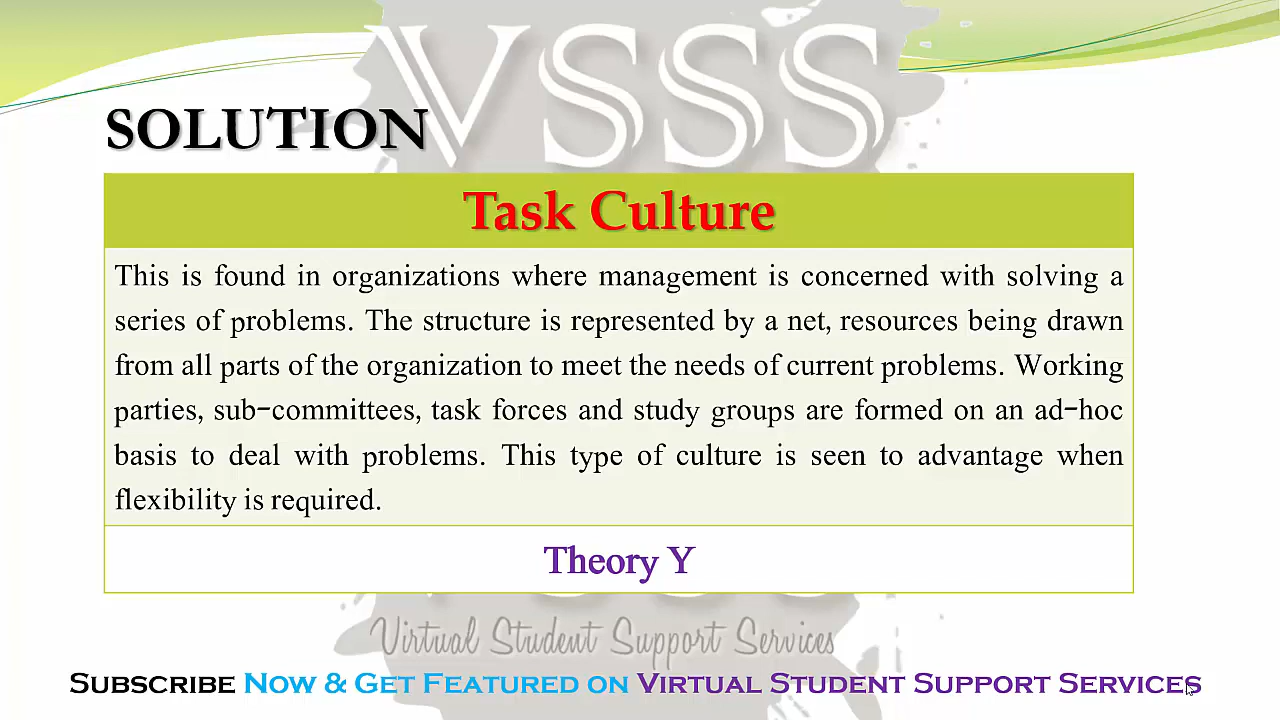 VSSS
SOLUTION
Task Culture
This is found in organizations where management is concerned with solving a
series of problems. The structure is represented by a net, resources being drawn
from all parts of the organization to meet the needs of current problems. Working
parties, sub-committees, task forces and study groups are formed on an ad-hoc
basis to deal with problems. This type of culture is seen to advantage when
flexibility is required.
Theory Y
Virtual Student Support Services
SUBSCRIBE NOW & GET FEATURED ON VIRTUAL STUDENT SUPPORT SERVICES